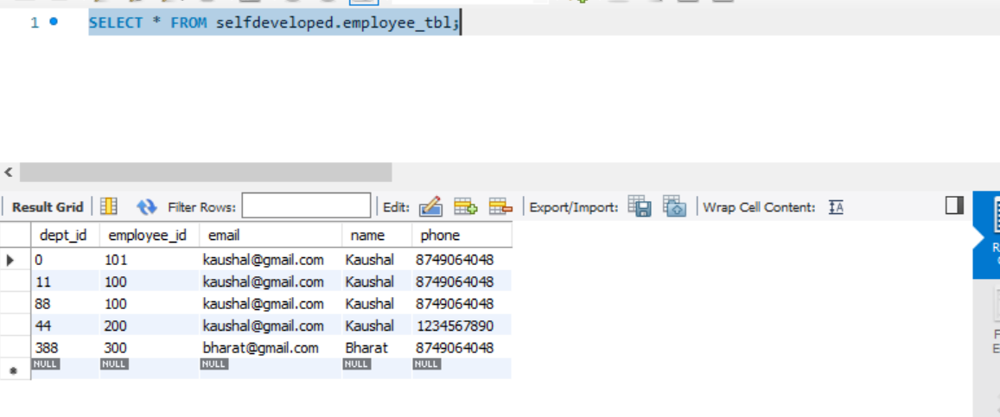 1 SELECT * FROM selfdeveloped.employee_tbl;
Result Grid Filter Rows: Edit: Export/Import: Wrap Cell Content:
dept_id employee_id email name phone
0 101 kaushal@gmail.com Kaushal 8749064048
11 100 kaushal@gmail.com Kaushal 8749064048
88 100 kaushal@gmail.com Kaushal 8749064048
44 200 kaushal@gmail.com Kaushal 1234567890
388 300 bharat@gmail.com Bharat 8749064048
NULL NULL NULL NULL NULL